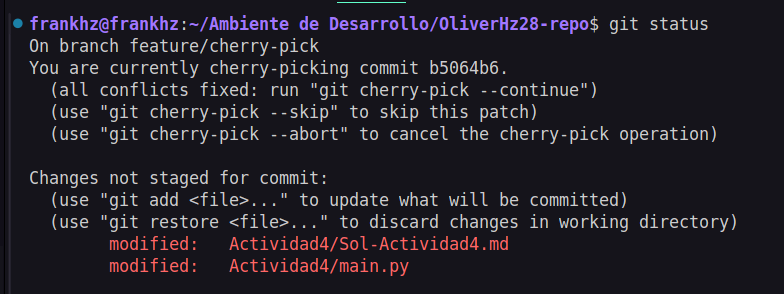 frankhz@frankhz:~/Ambiente de Desarrollo/OliverHz28-repo$ git status
On branch feature/cherry-pick
You are currently cherry-picking commit b5064b6.
  (all conflicts fixed: run "git cherry-pick --continue")
  (use "git cherry-pick --skip" to skip this patch)
  (use "git cherry-pick --abort" to cancel the cherry-pick operation)

Changes not staged for commit:
  (use "git add <file>..." to update what will be committed)
  (use "git restore <file>..." to discard changes in working directory)
        modified:   Actividad4/Sol-Actividad4.md
        modified:   Actividad4/main.py